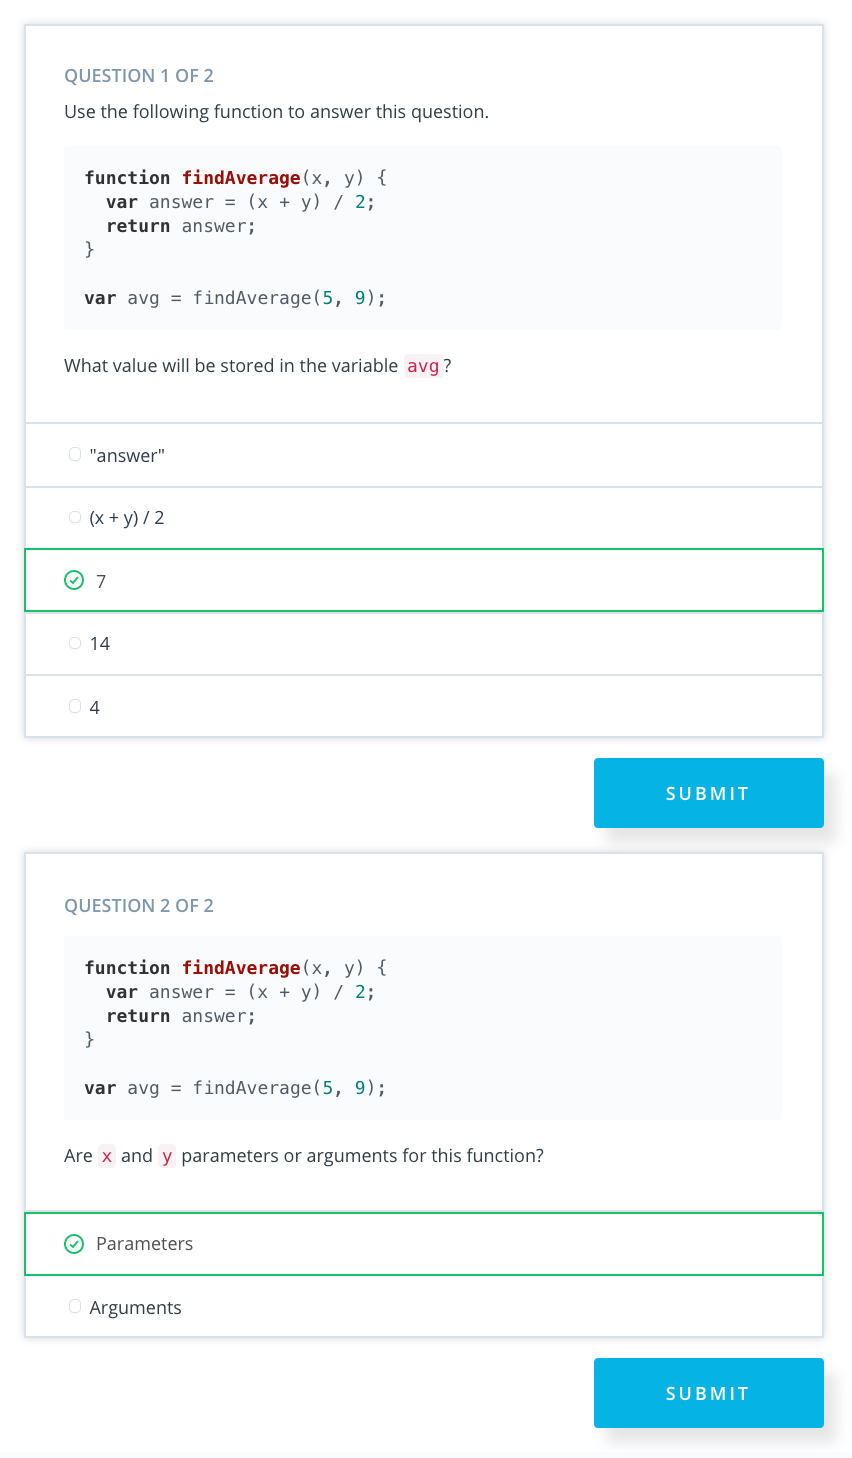 QUESTION 1 OF 2
Use the following function to answer this question.
function findAverage(x, y) {
  var answer = (x + y) / 2;
  return answer;
}
var avg = findAverage(5, 9);
What value will be stored in the variable avg?
"answer"
(x + y) / 2
7
14
4
SUBMIT
QUESTION 2 OF 2
function findAverage(x, y) {
  var answer = (x + y) / 2;
  return answer;
}
var avg = findAverage(5, 9);
Are x and y parameters or arguments for this function?
Parameters
Arguments
SUBMIT